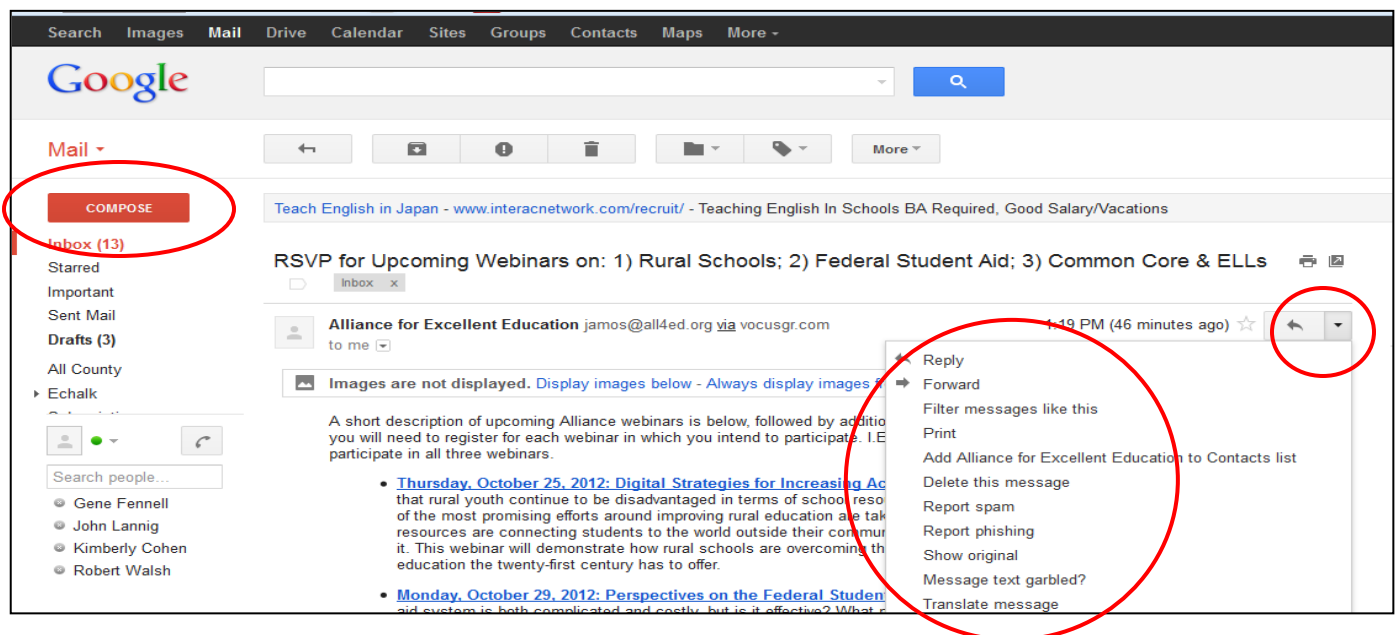 Search Images Mail Drive Calendar Sites Groups Contacts Maps More
Google
Mail
More
COMPOSE
Teach English in Japan - www.interacnetwork.com/recruit/ - Teaching English In Schools BA Required, Good Salary/Vacations
Inbox (13)
Starred
Important
Sent Mail
Drafts (3)
All County
Echalk
Search people...
Gene Fennell
John Lannig
Kimberly Cohen
Robert Walsh
RSVP for Upcoming Webinars on: 1) Rural Schools; 2) Federal Student Aid; 3) Common Core & ELLs
Inbox x
Alliance for Excellent Education jamos@all4ed.org via vocusgr.com
4:19 PM (46 minutes ago)
to me
Images are not displayed. Display images below - Always display images
A short description of upcoming Alliance webinars is below, followed by
you will need to register for each webinar in which you intend to participate. I.E
participate in all three webinars.
Thursday, October 25, 2012: Digital Strategies for Increasing
that rural youth continue to be disadvantaged in terms of school
of the most promising efforts around improving rural education are
resources are connecting students to the world outside their
it. This webinar will demonstrate how rural schools are overcoming
education the twenty-first century has to offer.
Monday, October 29, 2012: Perspectives on the Federal
aid system is both complicated and costly, but is it effective? What
Reply
Forward
Filter messages like this
Print
Add Alliance for Excellent Education to Contacts list
Delete this message
Report spam
Report phishing
Show original
Message text garbled?
Translate message